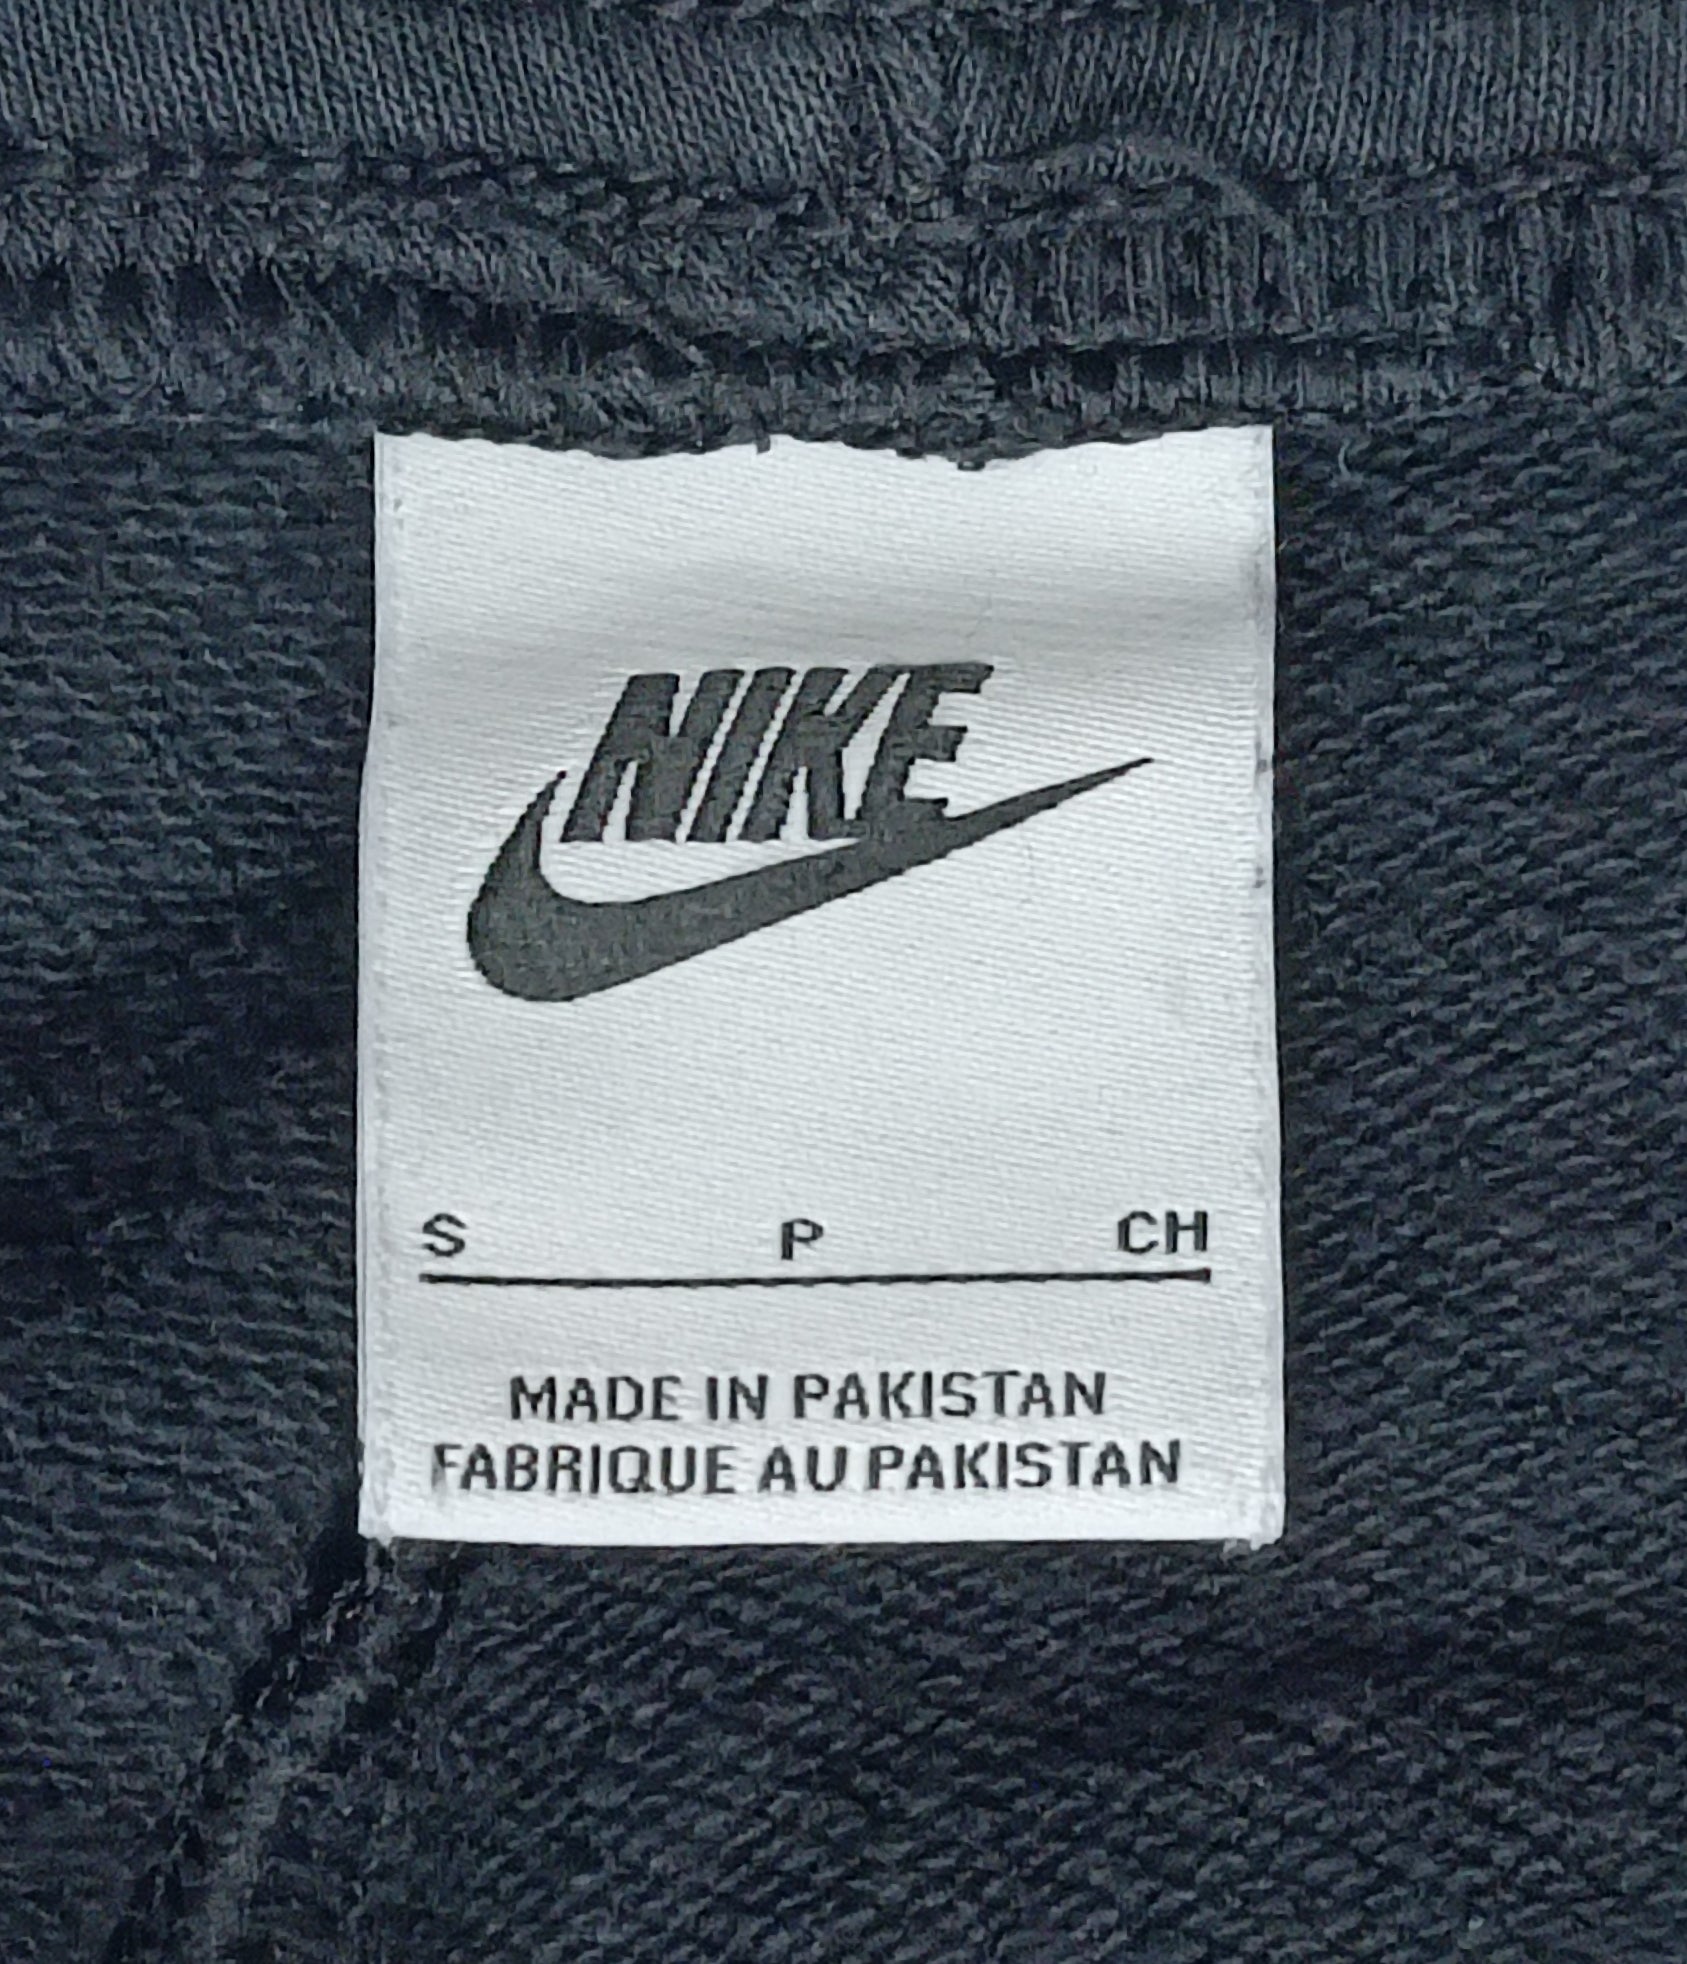 NIKE
S P CH
MADE IN PAKISTAN
FABRIQUE AU PAKISTAN